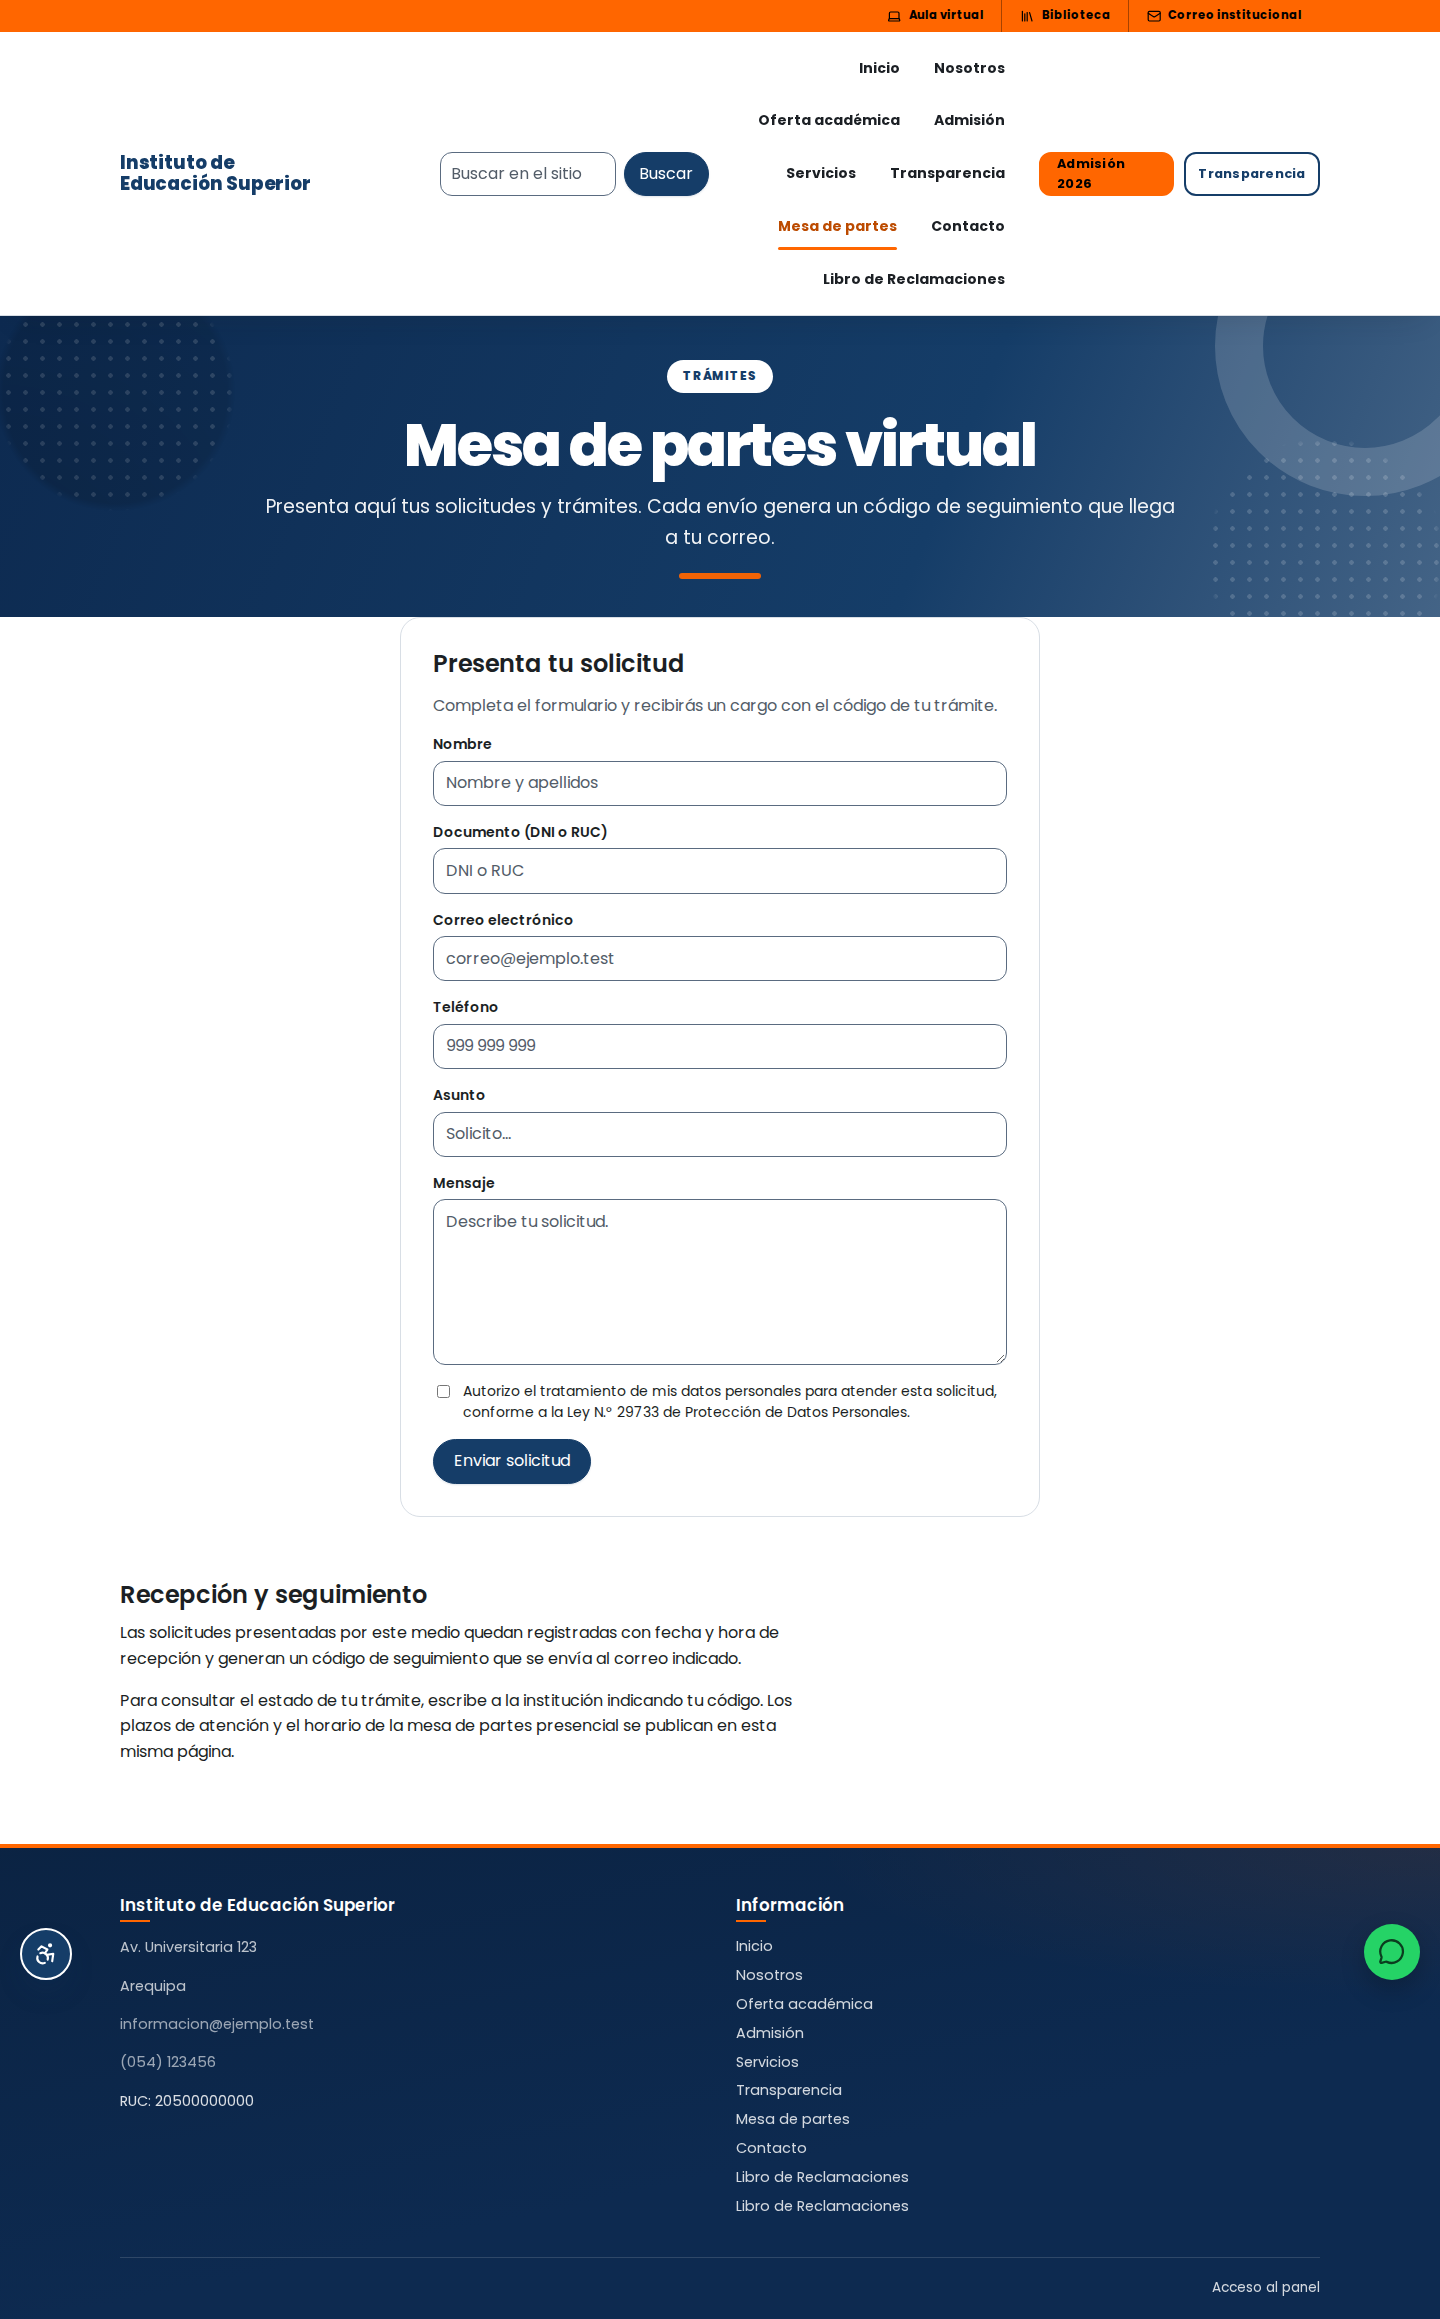 Aula virtual
Biblioteca
Correo institucional
Inicio
Nosotros
Oferta académica
Admisión
Instituto de
Educación Superior
Buscar en el sitio
Buscar
Servicios
Transparencia
Admisión
2026
Transparencia
Mesa de partes
Contacto
Libro de Reclamaciones
TRÁMITES
Mesa de partes virtual
Presenta aquí tus solicitudes y trámites. Cada envío genera un código de seguimiento que llega
a tu correo.
Presenta tu solicitud
Completa el formulario y recibirás un cargo con el código de tu trámite.
Nombre
Nombre y apellidos
Documento (DNI o RUC)
DNI o RUC
Correo electrónico
correo@ejemplo.test
Teléfono
999 999 999
Asunto
Solicito...
Mensaje
Describe tu solicitud.
Autorizo el tratamiento de mis datos personales para atender esta solicitud,
conforme a la Ley N.º 29733 de Protección de Datos Personales.
Enviar solicitud
Recepción y seguimiento
Las solicitudes presentadas por este medio quedan registradas con fecha y hora de
recepción y generan un código de seguimiento que se envía al correo indicado.
Para consultar el estado de tu trámite, escribe a la institución indicando tu código. Los
plazos de atención y el horario de la mesa de partes presencial se publican en esta
misma página.
Instituto de Educación Superior
Av. Universitaria 123
Arequipa
informacion@ejemplo.test
(054) 123456
RUC: 20500000000
Información
Inicio
Nosotros
Oferta académica
Admisión
Servicios
Transparencia
Mesa de partes
Contacto
Libro de Reclamaciones
Libro de Reclamaciones
Acceso al panel